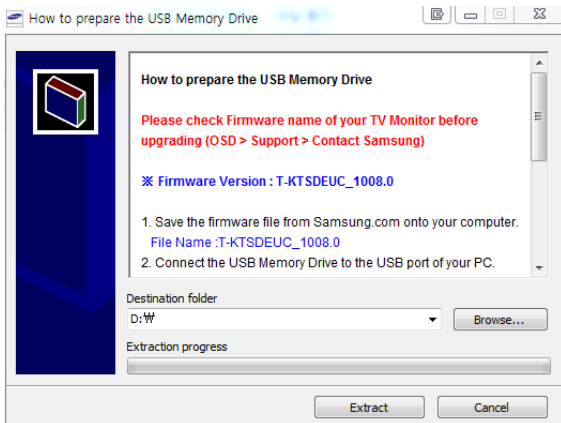 How to prepare the USB Memory Drive
How to prepare the USB Memory Drive
Please check Firmware name of your TV Monitor before
upgrading (OSD > Support > Contact Samsung)
※ Firmware Version : T-KTSDEUC_1008.0
1. Save the firmware file from Samsung.com onto your computer.
File Name :T-KTSDEUC_1008.0
2. Connect the USB Memory Drive to the USB port of your PC.
Destination folder
D:₩
Browse...
Extraction progress
Extract
Cancel